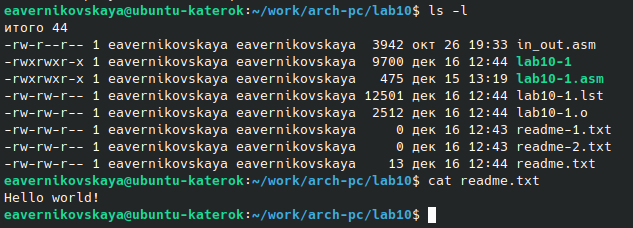 eavernikovskaya@ubuntu-katerok:~/work/arch-pc/lab10$ ls -l
итого 44
-rw-r--r-- 1 eavernikovskaya eavernikovskaya  3942 окт 26 19:33 in_out.asm
-rwxrwxr-x 1 eavernikovskaya eavernikovskaya  9700 дек 16 12:44 lab10-1
-rwxrwxr-x 1 eavernikovskaya eavernikovskaya   475 дек 15 13:19 lab10-1.asm
-rw-rw-r-- 1 eavernikovskaya eavernikovskaya 12501 дек 16 12:44 lab10-1.lst
-rw-rw-r-- 1 eavernikovskaya eavernikovskaya  2512 дек 16 12:44 lab10-1.o
-rw-rw-r-- 1 eavernikovskaya eavernikovskaya     0 дек 16 12:43 readme-1.txt
-rw-rw-r-- 1 eavernikovskaya eavernikovskaya     0 дек 16 12:43 readme-2.txt
-rw-rw-r-- 1 eavernikovskaya eavernikovskaya    13 дек 16 12:44 readme.txt
eavernikovskaya@ubuntu-katerok:~/work/arch-pc/lab10$ cat readme.txt
Hello world!
eavernikovskaya@ubuntu-katerok:~/work/arch-pc/lab10$